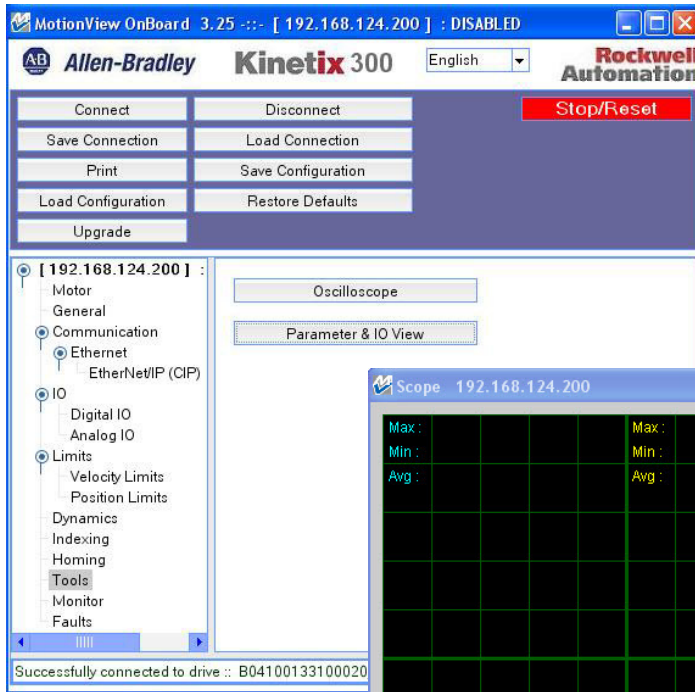 MotionView OnBoard 3.25 -::- [ 192.168.124.200 ] : DISABLED
AB Allen-Bradley Kinetix 300 English Rockwell Automation
Connect Disconnect Stop/Reset
Save Connection Load Connection
Print Save Configuration
Load Configuration Restore Defaults
Upgrade
[ 192.168.124.200 ] :
Motor
General
Communication
Ethernet
EtherNet/IP (CIP)
IO
Digital IO
Analog IO
Limits
Velocity Limits
Position Limits
Dynamics
Indexing
Homing
Tools
Monitor
Faults
Oscilloscope
Parameter & IO View
Scope 192.168.124.200
Max : Max :
Min : Min :
Avg : Avg :
Successfully connected to drive :: B04100133100020